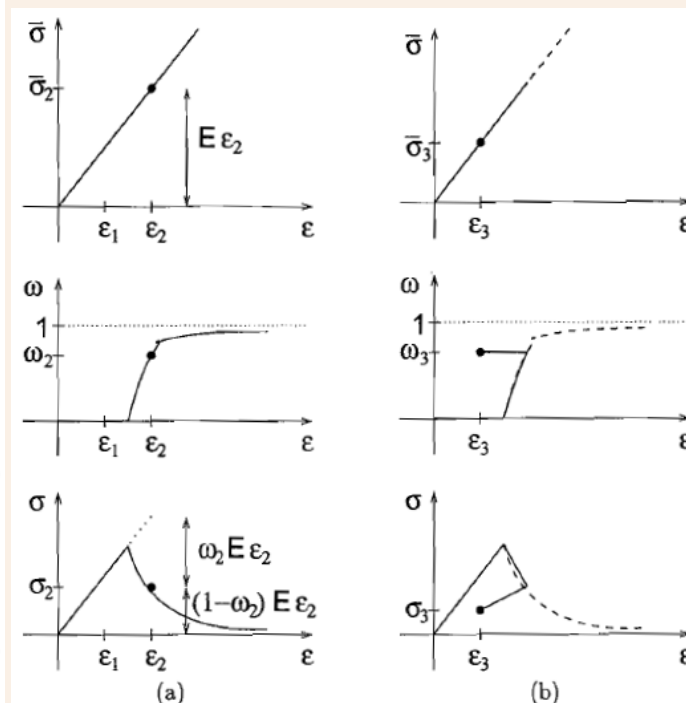 σ̄
σ̄₂
E ε₂
ε₁ ε₂ ε
ω
1
ω₂
ε₁ ε₂ ε
σ
σ₂
ω₂ E ε₂
(1−ω₂) E ε₂
ε₁ ε₂ ε
(a)
σ̄
σ̄₃
ε₃ ε
ω
1
ω₃
ε₃ ε
σ
σ₃
ε₃ ε
(b)